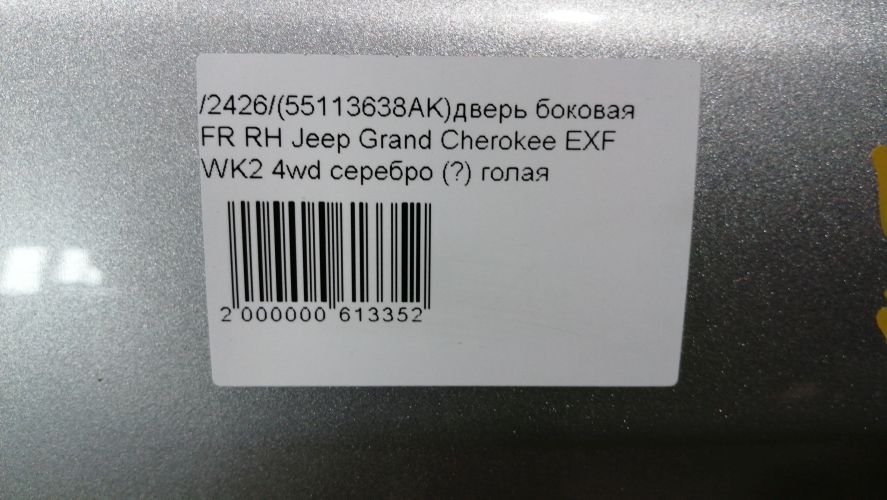 /2426/(55113638AK)дверь боковая
FR RH Jeep Grand Cherokee EXF
WK2 4wd серебро (?) голая
2 000000 613352